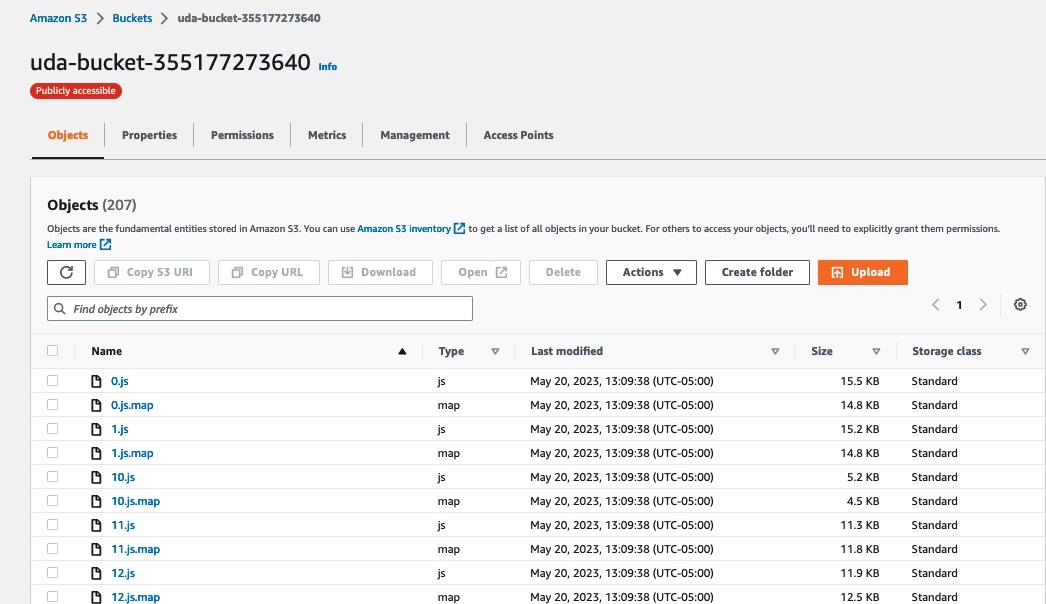 Amazon S3 > Buckets > uda-bucket-355177273640
uda-bucket-355177273640 Info
Publicly accessible
Objects Properties Permissions Metrics Management Access Points
Objects (207)
Objects are the fundamental entities stored in Amazon S3. You can use Amazon S3 inventory to get a list of all objects in your bucket. For others to access your objects, you'll need to explicitly grant them permissions.
Learn more
Copy S3 URI Copy URL Download Open Delete Actions Create folder Upload
Find objects by prefix
1
Name Type Last modified Size Storage class
0.js js May 20, 2023, 13:09:38 (UTC-05:00) 15.5 KB Standard
0.js.map map May 20, 2023, 13:09:38 (UTC-05:00) 14.8 KB Standard
1.js js May 20, 2023, 13:09:38 (UTC-05:00) 15.2 KB Standard
1.js.map map May 20, 2023, 13:09:38 (UTC-05:00) 14.8 KB Standard
10.js js May 20, 2023, 13:09:38 (UTC-05:00) 5.2 KB Standard
10.js.map map May 20, 2023, 13:09:38 (UTC-05:00) 4.5 KB Standard
11.js js May 20, 2023, 13:09:38 (UTC-05:00) 11.3 KB Standard
11.js.map map May 20, 2023, 13:09:38 (UTC-05:00) 11.8 KB Standard
12.js js May 20, 2023, 13:09:38 (UTC-05:00) 11.9 KB Standard
12.js.map map May 20, 2023, 13:09:38 (UTC-05:00) 12.5 KB Standard